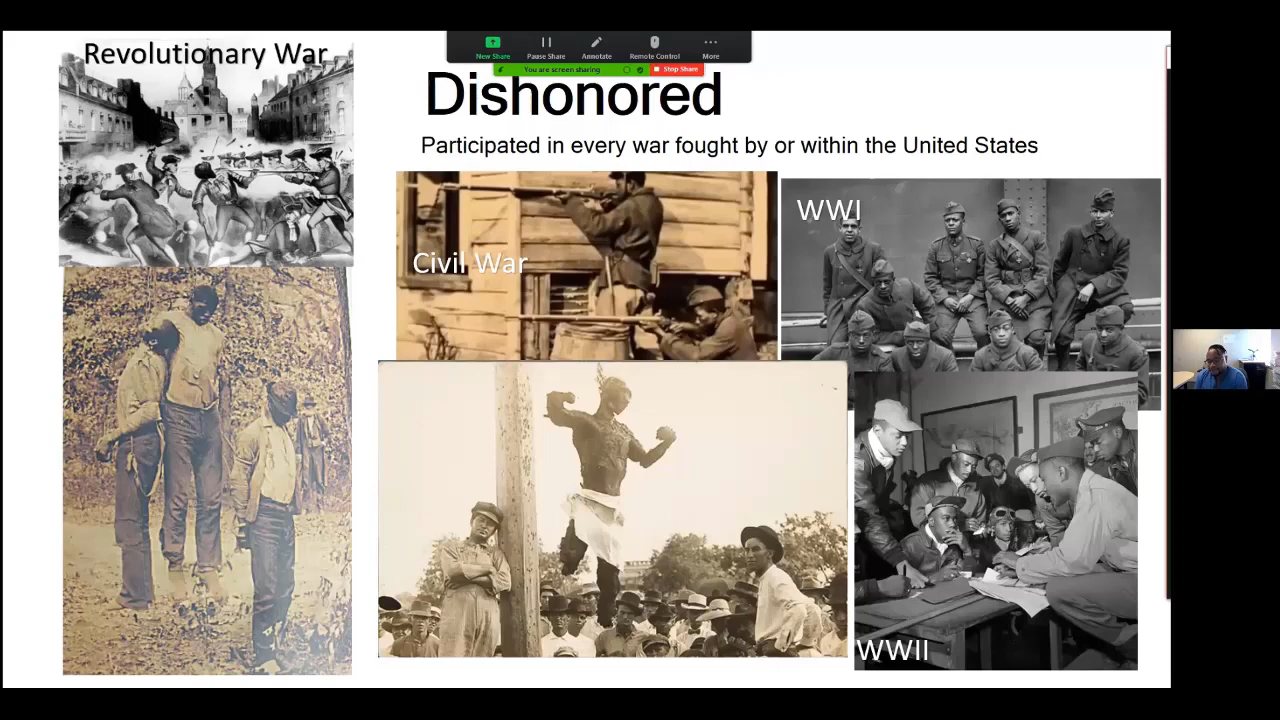 Revolutionary War
New Share
Pause Share
Annotate
Remote Control
More
You are screen sharing
Stop Share
Dishonored
Participated in every war fought by or within the United States
WWI
Civil War
WWII